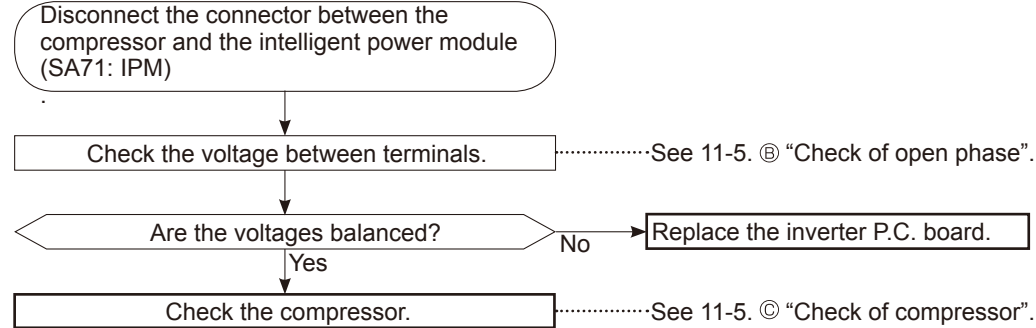 Disconnect the connector between the
compressor and the intelligent power module
(SA71: IPM)
.
Check the voltage between terminals.
See 11-5. Ⓑ “Check of open phase”.
Are the voltages balanced?
No
Replace the inverter P.C. board.
Yes
Check the compressor.
See 11-5. Ⓒ “Check of compressor”.